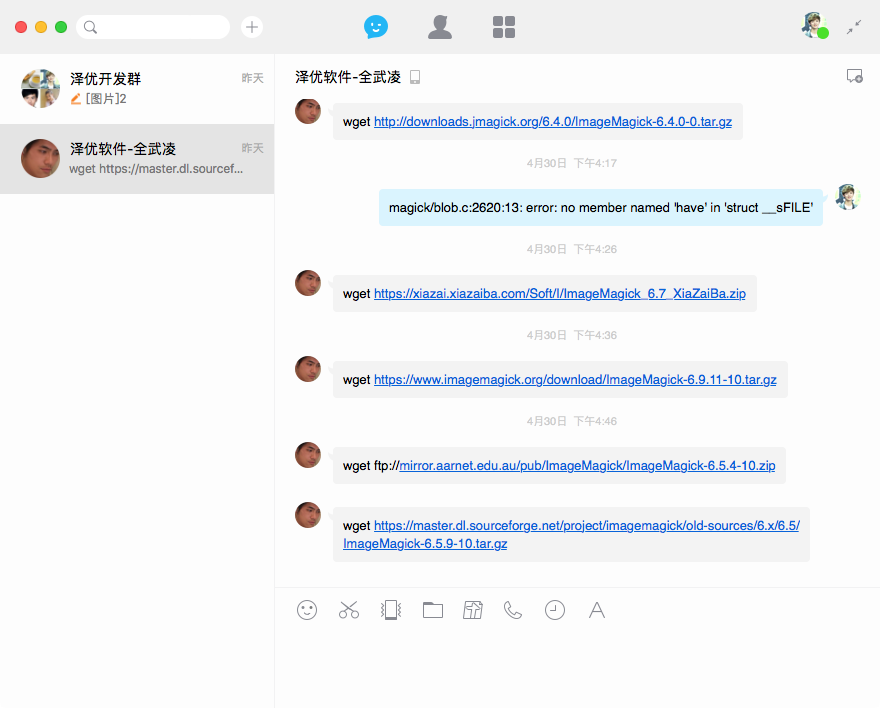 泽优开发群
昨天
[图片]2
泽优软件-全武凌
昨天
wget https://master.dl.sourcef...
泽优软件-全武凌
wget http://downloads.jmagick.org/6.4.0/ImageMagick-6.4.0-0.tar.gz
4月30日 下午4:17
magick/blob.c:2620:13: error: no member named 'have' in 'struct __sFILE'
4月30日 下午4:26
wget https://xiazai.xiazaiba.com/Soft/I/ImageMagick_6.7_XiaZaiBa.zip
4月30日 下午4:36
wget https://www.imagemagick.org/download/ImageMagick-6.9.11-10.tar.gz
4月30日 下午4:46
wget ftp://mirror.aarnet.edu.au/pub/ImageMagick/ImageMagick-6.5.4-10.zip
wget https://master.dl.sourceforge.net/project/imagemagick/old-sources/6.x/6.5/
ImageMagick-6.5.9-10.tar.gz